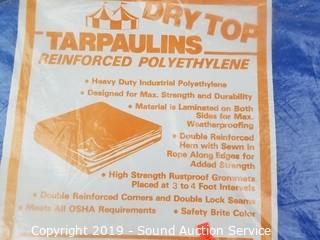 DRY TOP
TARPAULINS
REINFORCED POLYETHYLENE
• Heavy Duty Industrial Polyethylene
• Designed for Max. Strength and Durability
• Material is Laminated on Both
Sides for Max.
Weatherproofing
• Double Reinforced
Hem with Sewn in
Rope Along Edges for
Added Strength
• High Strength Rustproof Grommets
Placed at 3 to 4 Foot Intervals
• Double Reinforced Corners and Double Lock Seams
• Meets All OSHA Requirements • Safety Brite Color
Copyright 2019 - Sound Auction Service